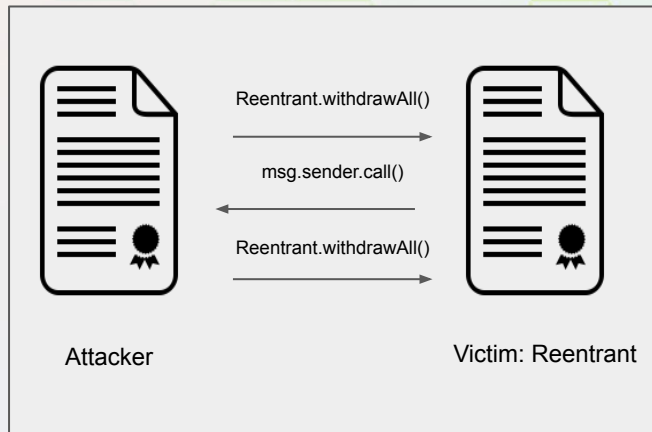 Reentrant.withdrawAll()
msg.sender.call()
Reentrant.withdrawAll()
Attacker
Victim: Reentrant